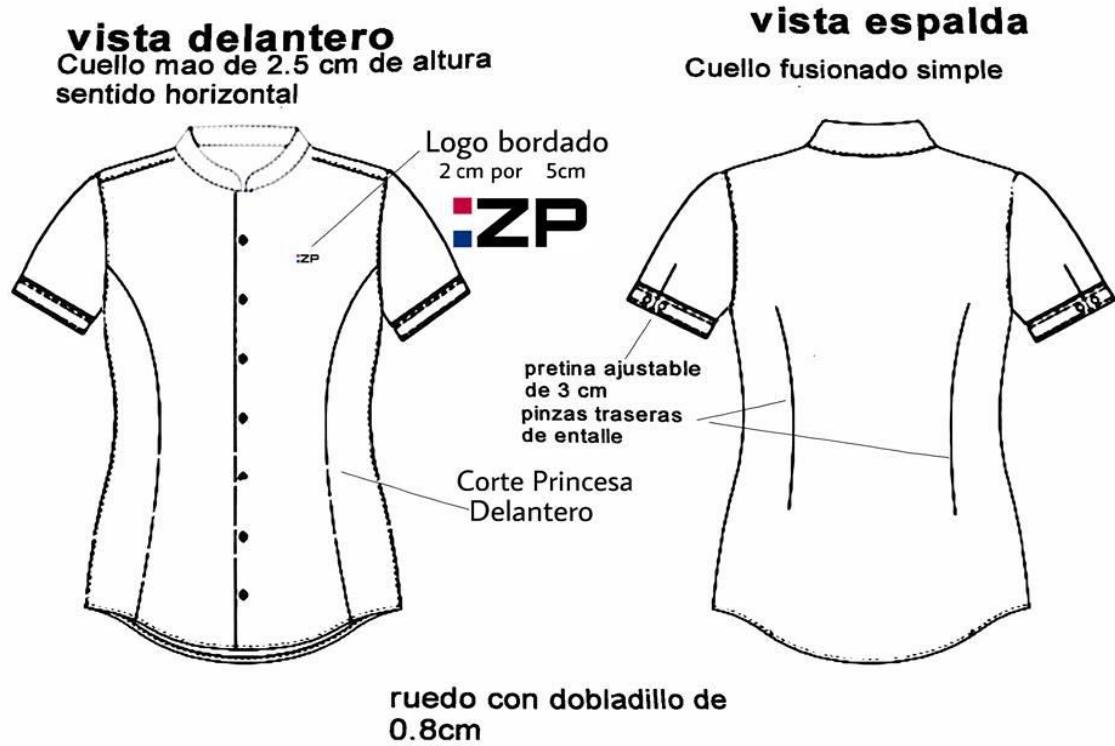 vista delantero
Cuello mao de 2.5 cm de altura
sentido horizontal
Logo bordado
2 cm por 5cm
ZP
ZP
Corte Princesa
Delantero
vista espalda
Cuello fusionado simple
pretina ajustable
de 3 cm
pinzas traseras
de entalle
ruedo con dobladillo de
0.8cm